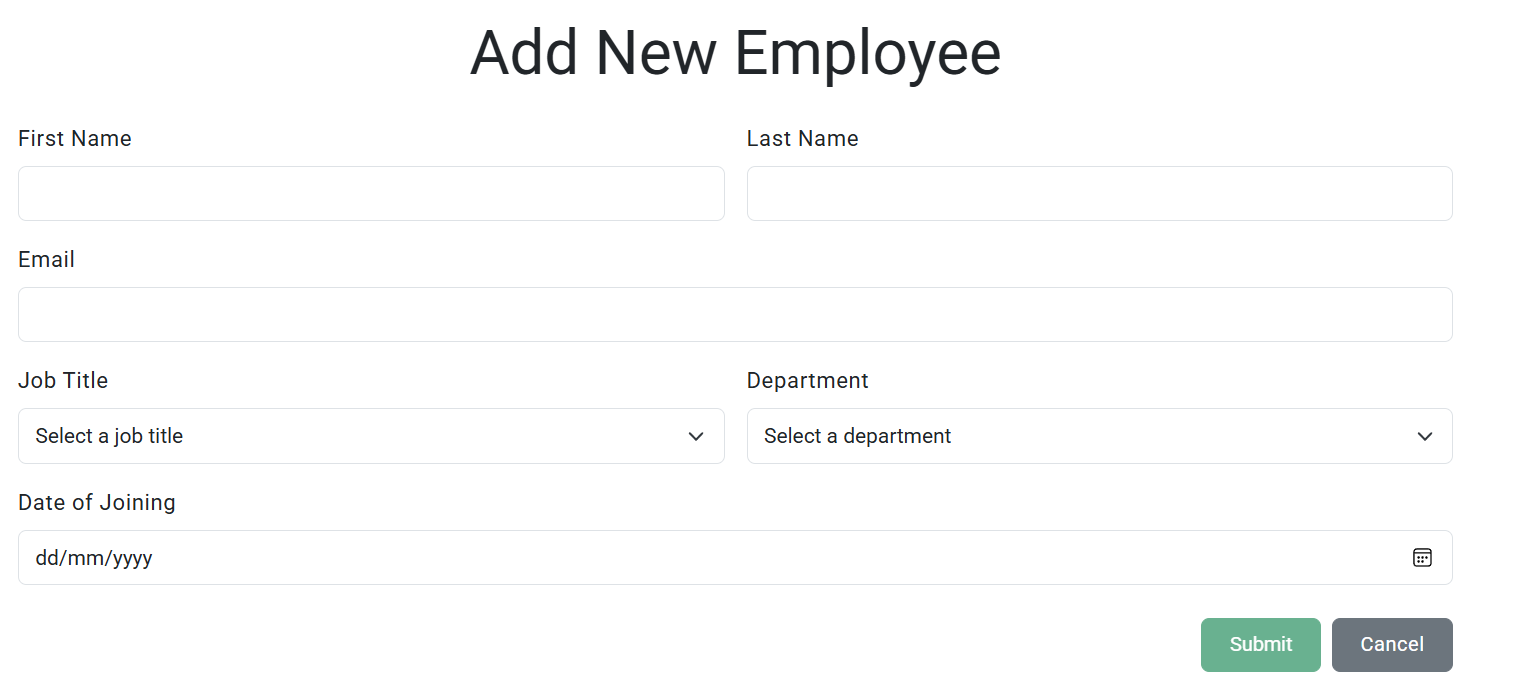 Add New Employee
First Name
Last Name
Email
Job Title
Department
Select a job title
Select a department
Date of Joining
dd/mm/yyyy
Submit
Cancel